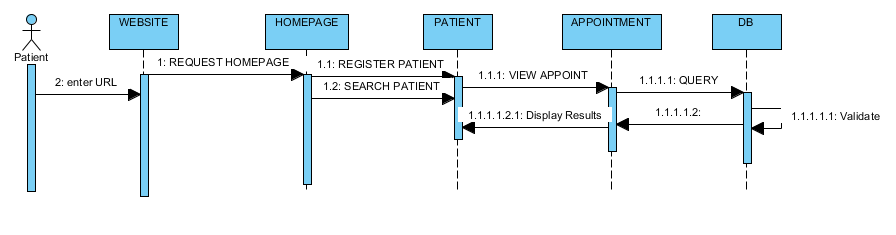 WEBSITE
HOMEPAGE
PATIENT
APPOINTMENT
DB
Patient
1: REQUEST HOMEPAGE
1.1: REGISTER PATIENT
1.1.1: VIEW APPOINT
1.1.1.1: QUERY
2: enter URL
1.2: SEARCH PATIENT
1.1.1.1.2.1: Display Results
1.1.1.1.2:
1.1.1.1.1: Validate